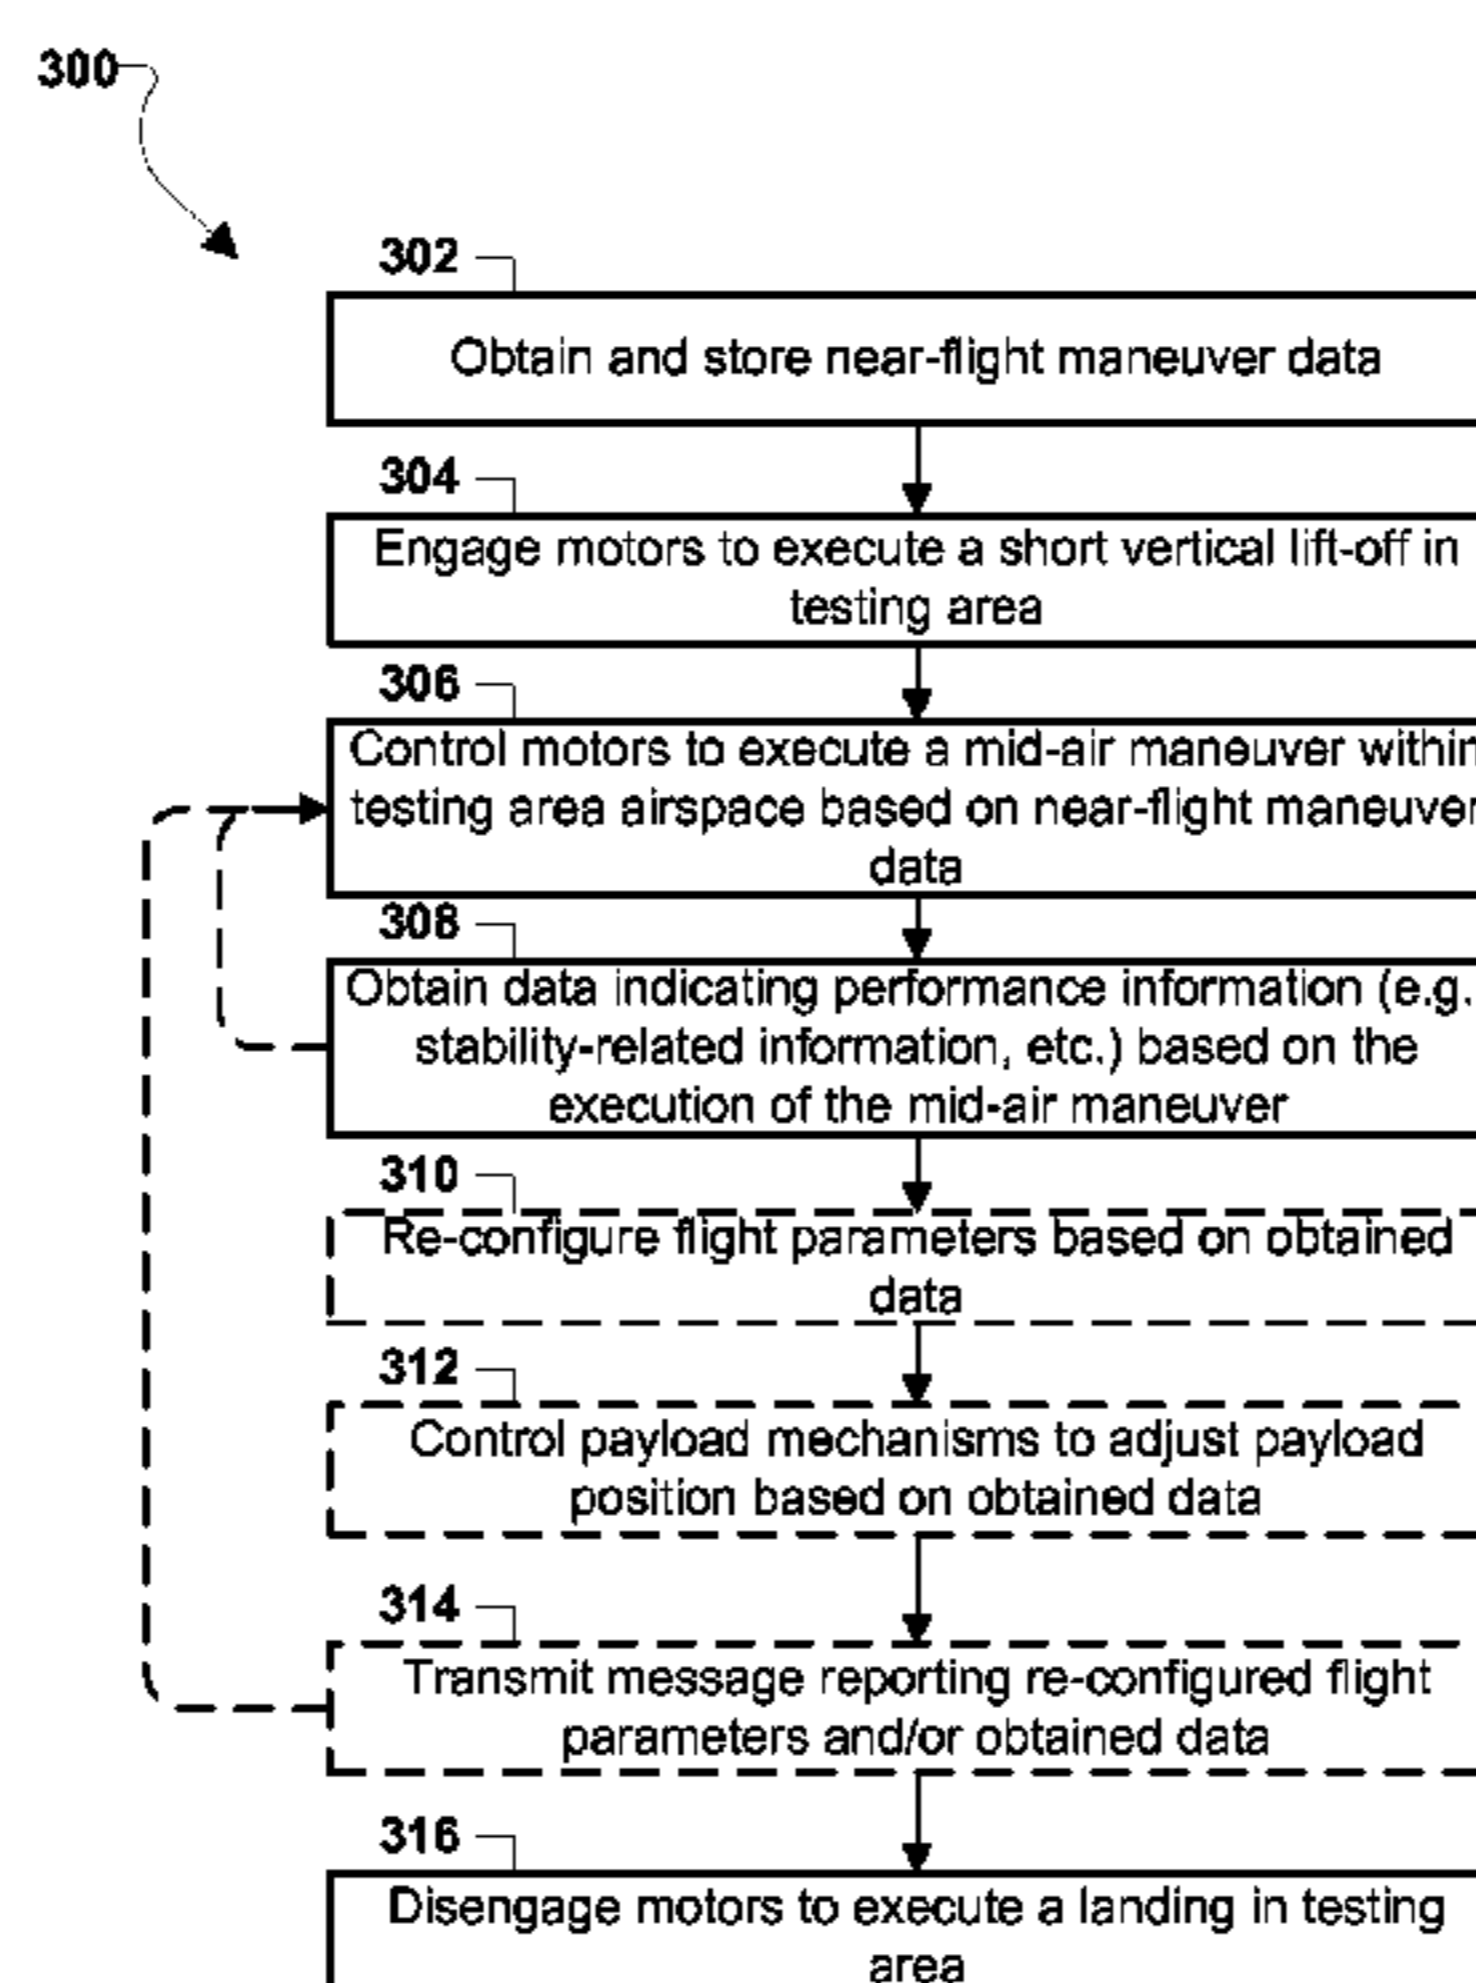 300
302
Obtain and store near-flight maneuver data
304
Engage motors to execute a short vertical lift-off in
testing area
306
Control motors to execute a mid-air maneuver within
testing area airspace based on near-flight maneuver
data
308
Obtain data indicating performance information (e.g.
stability-related information, etc.) based on the
execution of the mid-air maneuver
310
Re-configure flight parameters based on obtained
data
312
Control payload mechanisms to adjust payload
position based on obtained data
314
Transmit message reporting re-configured flight
parameters and/or obtained data
316
Disengage motors to execute a landing in testing
area